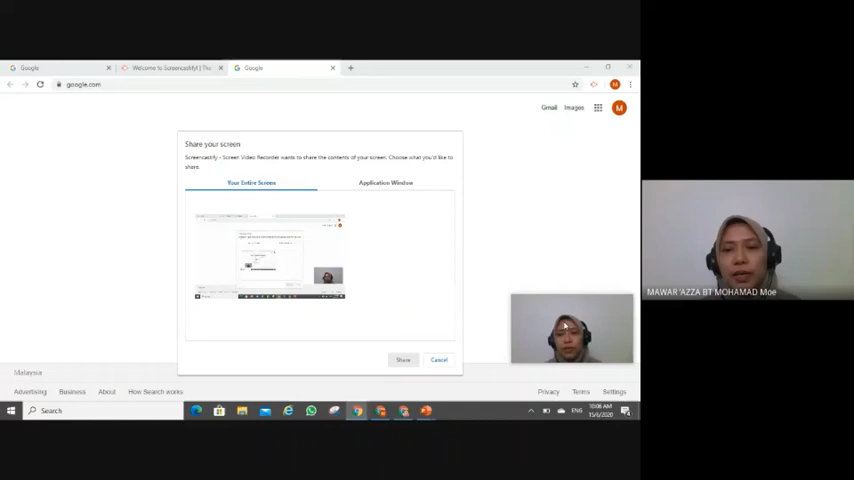 Google
Welcome to Screencastify! | The
Google
google.com
M
Gmail Images
M
Share your screen
Screencastify - Screen Video Recorder wants to share the contents of your screen. Choose what you'd like to
share.
Your Entire Screen
Application Window
Share
Cancel
MAWAR 'AZZA BT MOHAMAD Moe
Malaysia
Advertising Business About How Search works
Privacy Terms Settings
Search
ENG
10:06 AM
15/6/2020